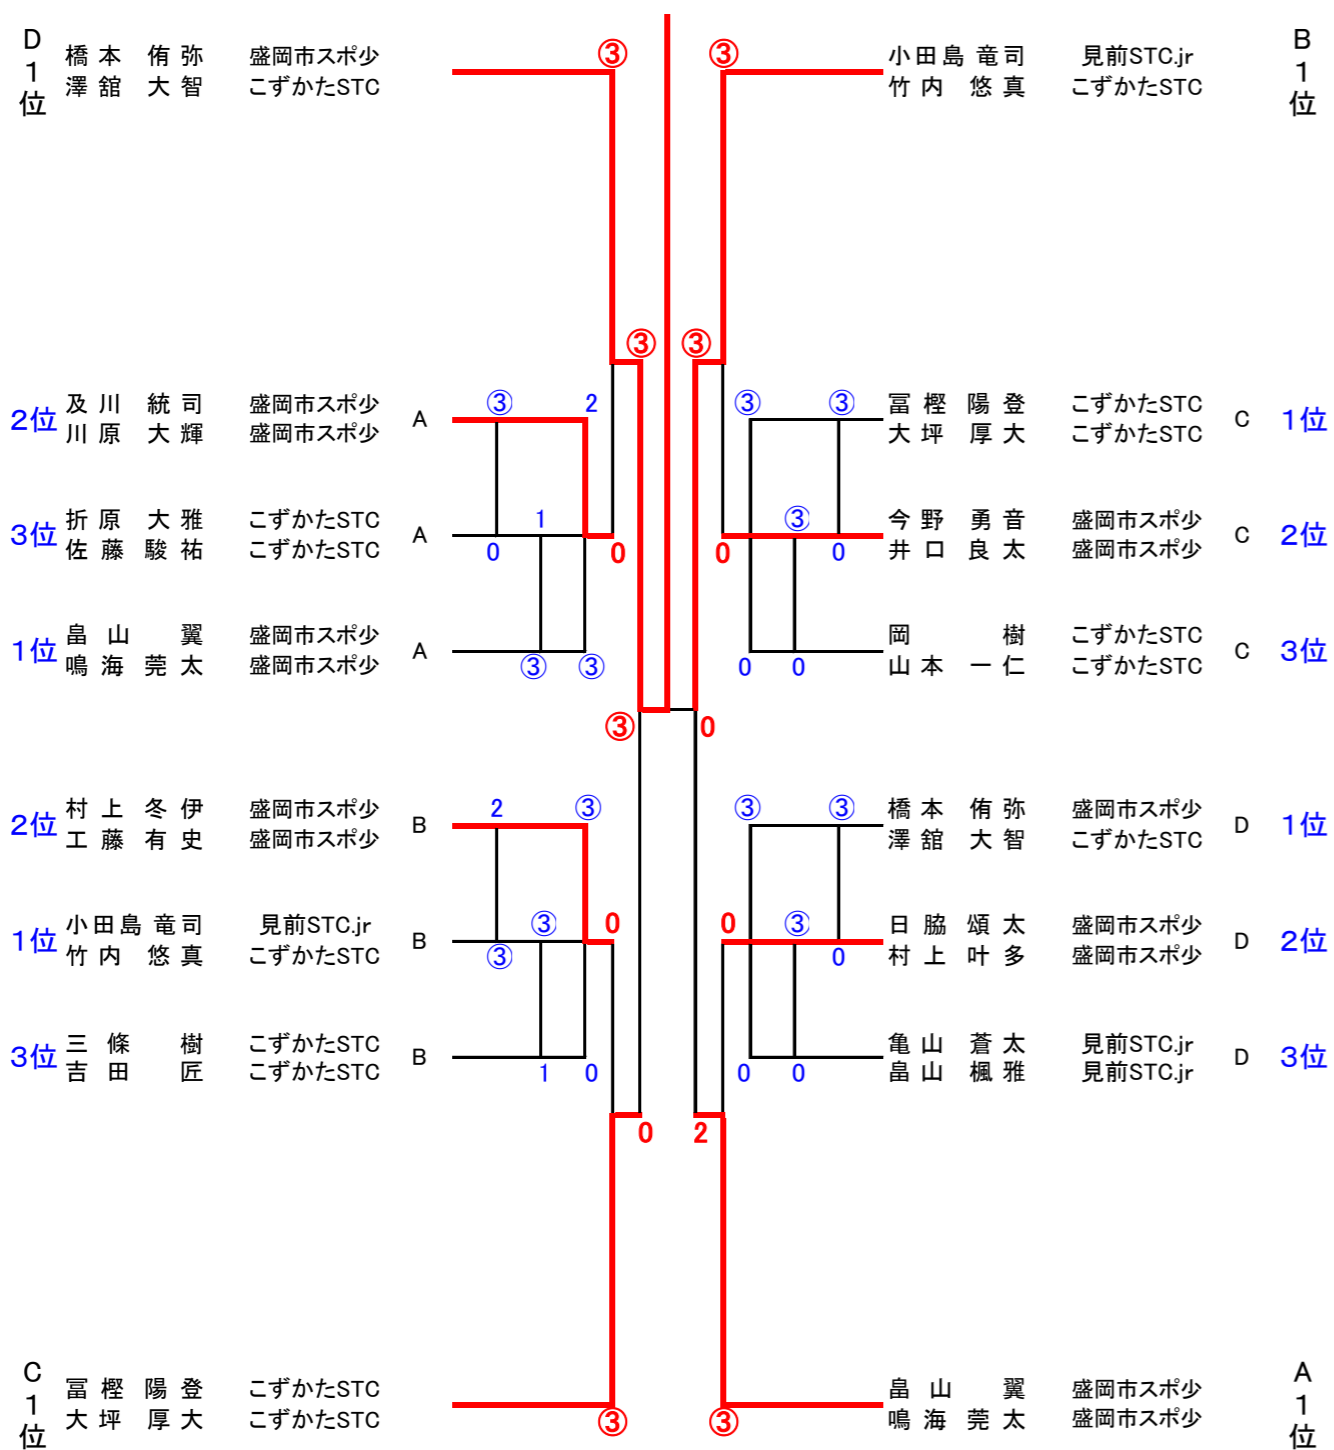 D
1
位
橋本 侑弥 盛岡市スポ少
澤舘 大智 こずかたSTC
③
③
小田島 竜司 見前STC.jr
竹内 悠真 こずかたSTC
B
1
位
③
③
2位
及川 統司 盛岡市スポ少
川原 大輝 盛岡市スポ少
A
③
2
③
③
冨樫 陽登 こずかたSTC
大坪 厚大 こずかたSTC
C
1位
3位
折原 大雅 こずかたSTC
佐藤 駿祐 こずかたSTC
A
0
1
0
0
③
0
今野 勇音 盛岡市スポ少
井口 良太 盛岡市スポ少
C
2位
1位
畠山 翼 盛岡市スポ少
鳴海 莞太 盛岡市スポ少
A
③
③
0
0
岡 樹 こずかたSTC
山本 一仁 こずかたSTC
C
3位
③
0
2位
村上 冬伊 盛岡市スポ少
工藤 有史 盛岡市スポ少
B
2
③
③
③
橋本 侑弥 盛岡市スポ少
澤舘 大智 こずかたSTC
D
1位
1位
小田島 竜司 見前STC.jr
竹内 悠真 こずかたSTC
B
③
③
0
0
③
0
日脇 頌太 盛岡市スポ少
村上 叶多 盛岡市スポ少
D
2位
3位
三條 樹 こずかたSTC
吉田 匠 こずかたSTC
B
1
0
0
0
亀山 蒼太 見前STC.jr
畠山 楓雅 見前STC.jr
D
3位
0
2
C
1
位
冨樫 陽登 こずかたSTC
大坪 厚大 こずかたSTC
③
③
畠山 翼 盛岡市スポ少
鳴海 莞太 盛岡市スポ少
A
1
位